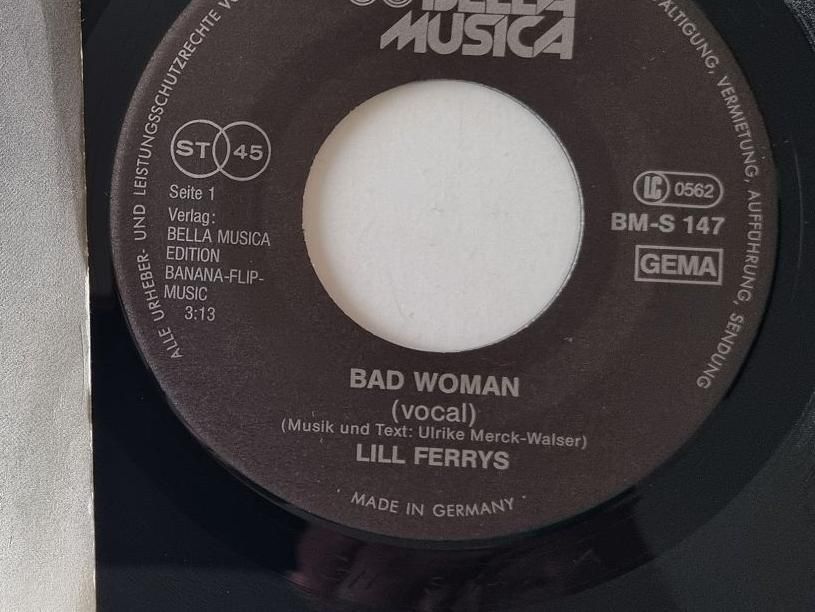 BELLA
MUSICA
ALLE URHEBER- UND LEISTUNGSSCHUTZRECHTE
VERMIETUNG, AUFFÜHRUNG, SENDUNG
ST 45
Seite 1
Verlag:
BELLA MUSICA
EDITION
BANANA-FLIP-
MUSIC
3:13
LC 0562
BM-S 147
GEMA
BAD WOMAN
(vocal)
(Musik und Text: Ulrike Merck-Walser)
LILL FERRYS
MADE IN GERMANY